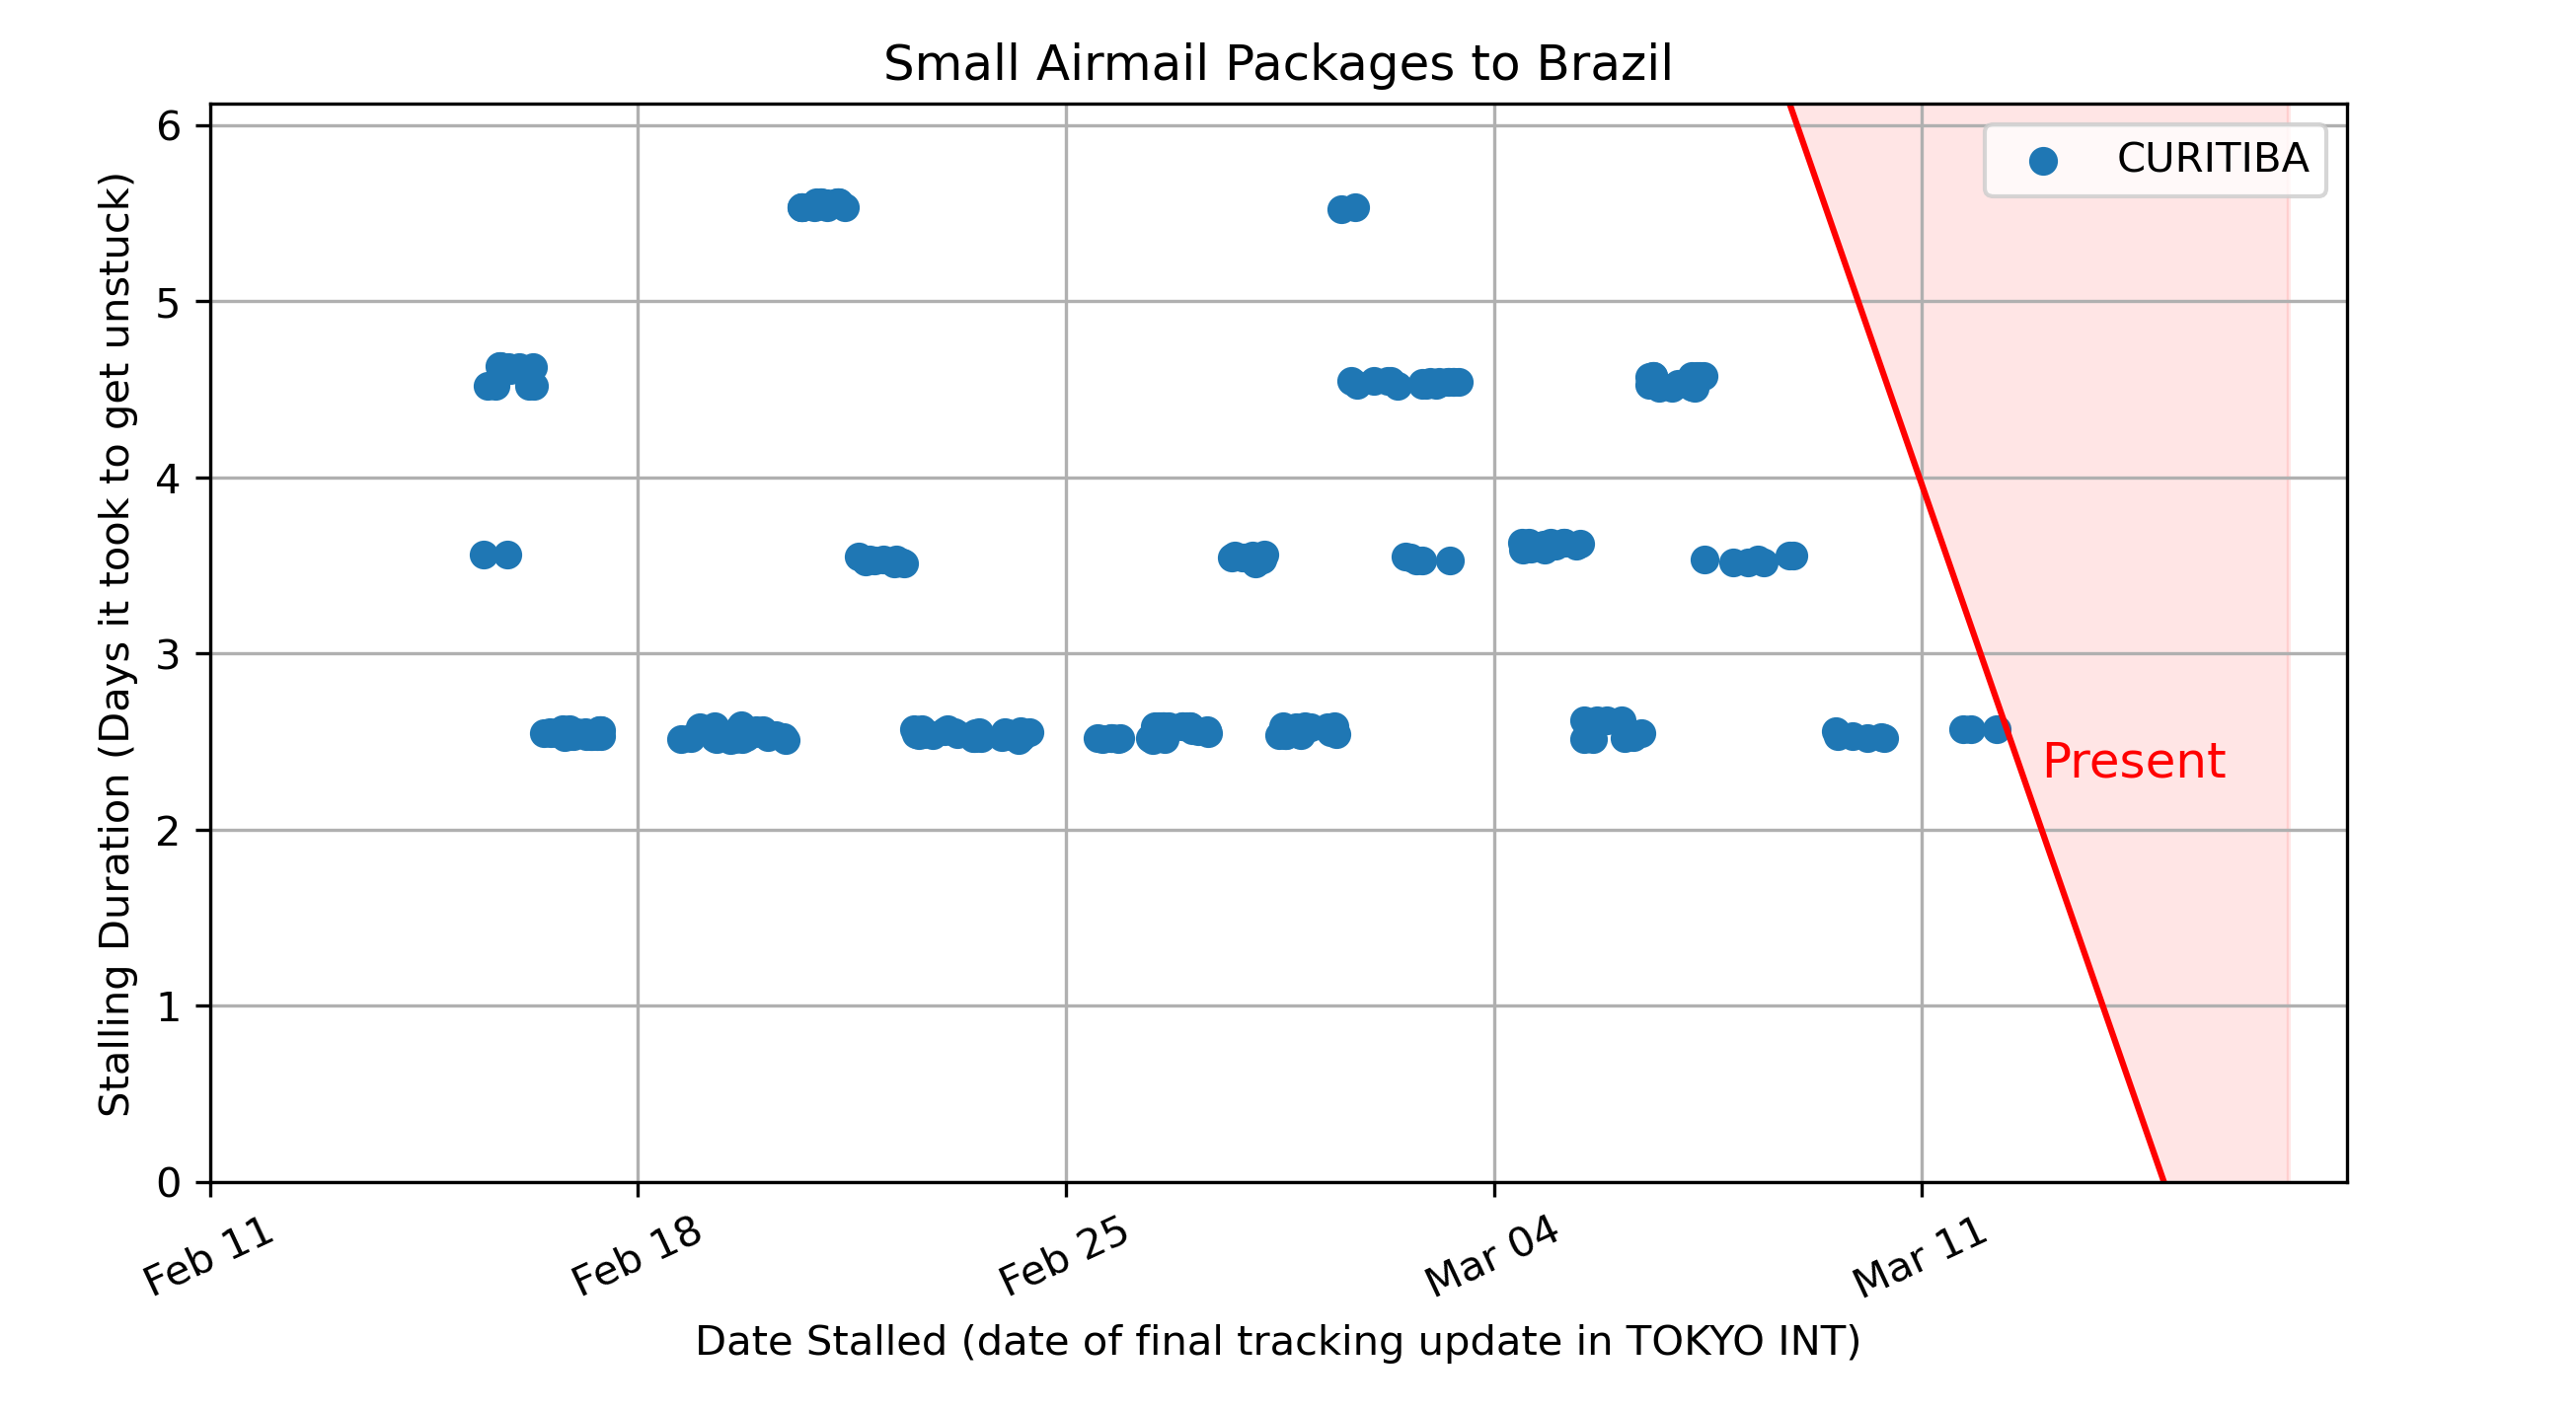 Small Airmail Packages to Brazil
Stalling Duration (Days it took to get unstuck)
6
5
4
3
2
1
0
CURITIBA
Present
Feb 11
Feb 18
Feb 25
Mar 04
Mar 11
Date Stalled (date of final tracking update in TOKYO INT)